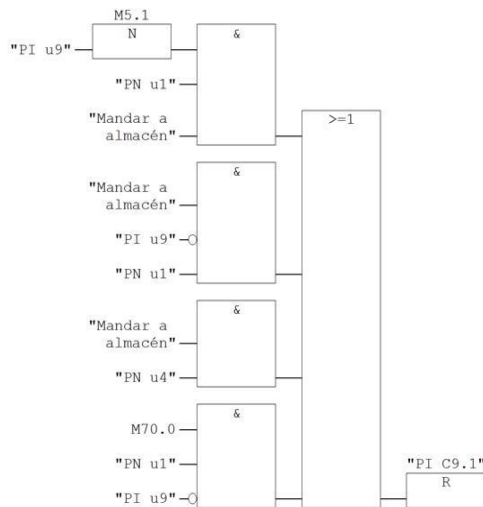 M5.1
N
"PI u9"
&
"PN u1"
"Mandar a
almacén"
>=1
&
"Mandar a
almacén"
"PI u9"
"PN u1"
&
"Mandar a
almacén"
"PN u4"
&
M70.0
"PN u1"
"PI u9"
"PI C9.1"
R